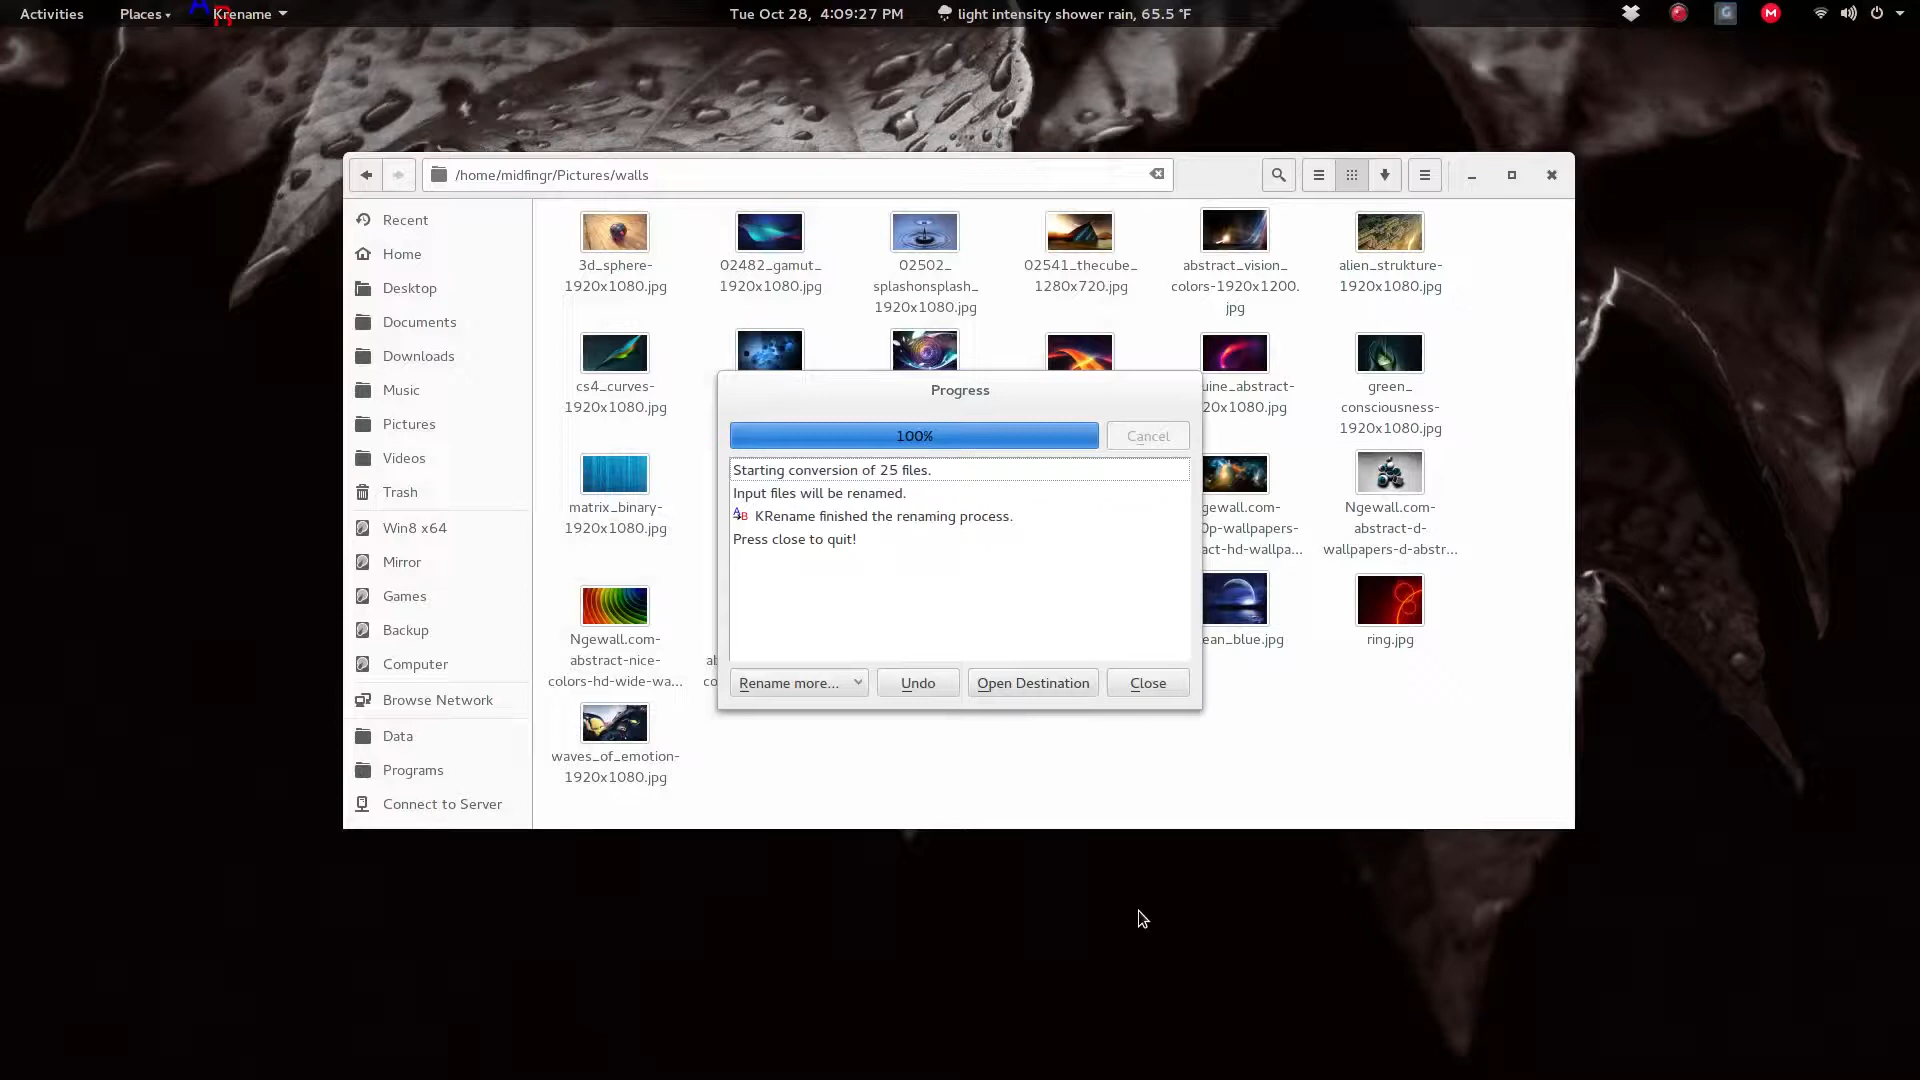 Activities
Places
Krename
Tue Oct 28, 4:09:27 PM
light intensity shower rain, 65.5 °F
/home/midfingr/Pictures/walls
Recent
Home
Desktop
Documents
Downloads
Music
Pictures
Videos
Trash
Win8 x64
Mirror
Games
Backup
Computer
Browse Network
Data
Programs
Connect to Server
3d_sphere-
1920x1080.jpg
02482_gamut_
1920x1080.jpg
02502_
splashonsplash_
1920x1080.jpg
02541_thecube_
1280x720.jpg
abstract_vision_
colors-1920x1200.
jpg
alien_strukture-
1920x1080.jpg
cs4_curves-
1920x1080.jpg
uine_abstract-
20x1080.jpg
green_
consciousness-
1920x1080.jpg
matrix_binary-
1920x1080.jpg
gewall.com-
0p-wallpapers-
act-hd-wallpa...
Ngewall.com-
abstract-d-
wallpapers-d-abstr...
Ngewall.com-
abstract-nice-
colors-hd-wide-wa...
ab
co
ean_blue.jpg
ring.jpg
waves_of_emotion-
1920x1080.jpg
Progress
100%
Cancel
Starting conversion of 25 files.
Input files will be renamed.
KRename finished the renaming process.
Press close to quit!
Rename more...
Undo
Open Destination
Close